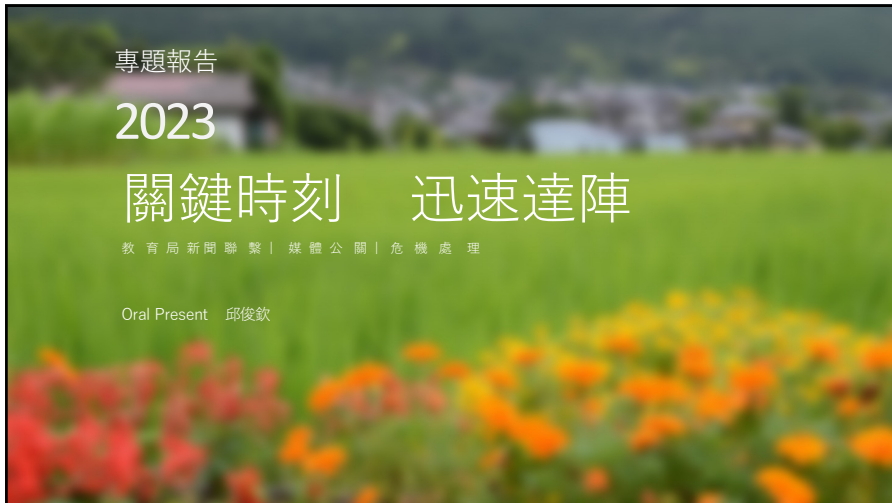 專題報告
2023
關鍵時刻 迅速達陣
教育局新聞聯繫| 媒體公關| 危機處理
Oral Present 邱俊欽